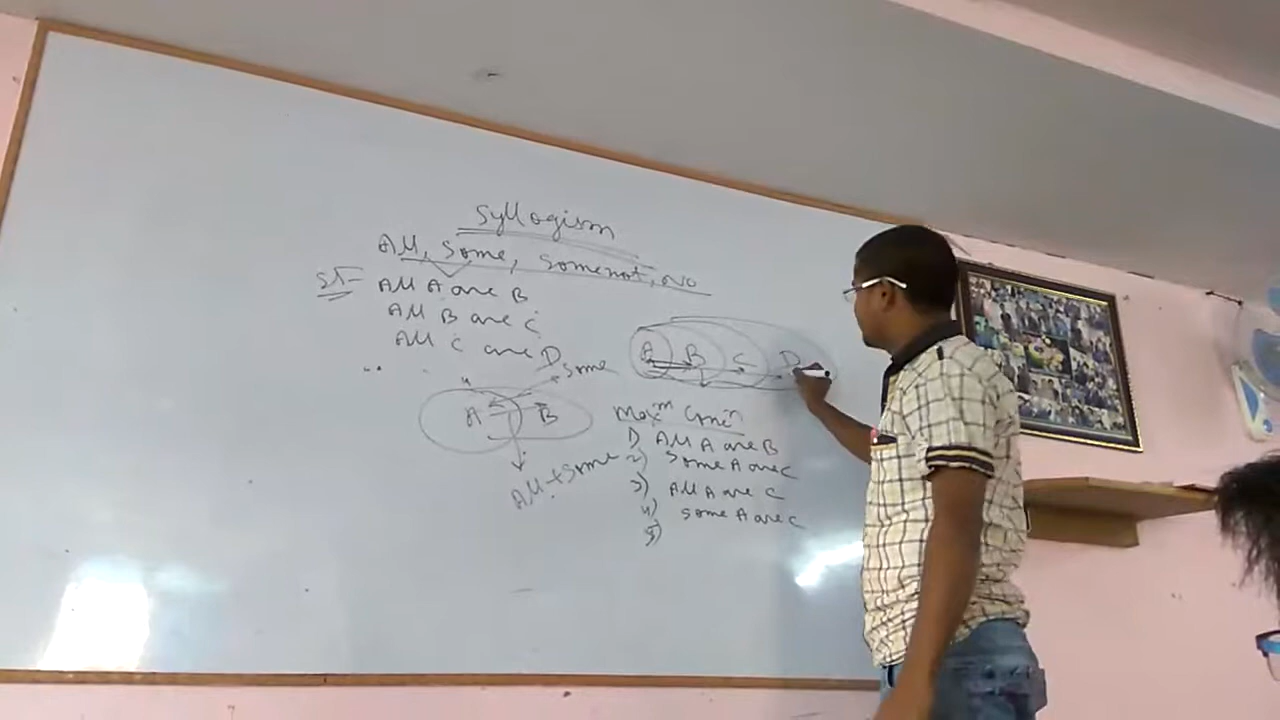 Syllogism
All, Some, Some not, No
ST- All A are B
All B are C
All C are D
A B
Some
All + Some
A B C D
Maxm Concn
1) All A are B
2) Some A are C
3) All A are C
4) Some A are C
5)